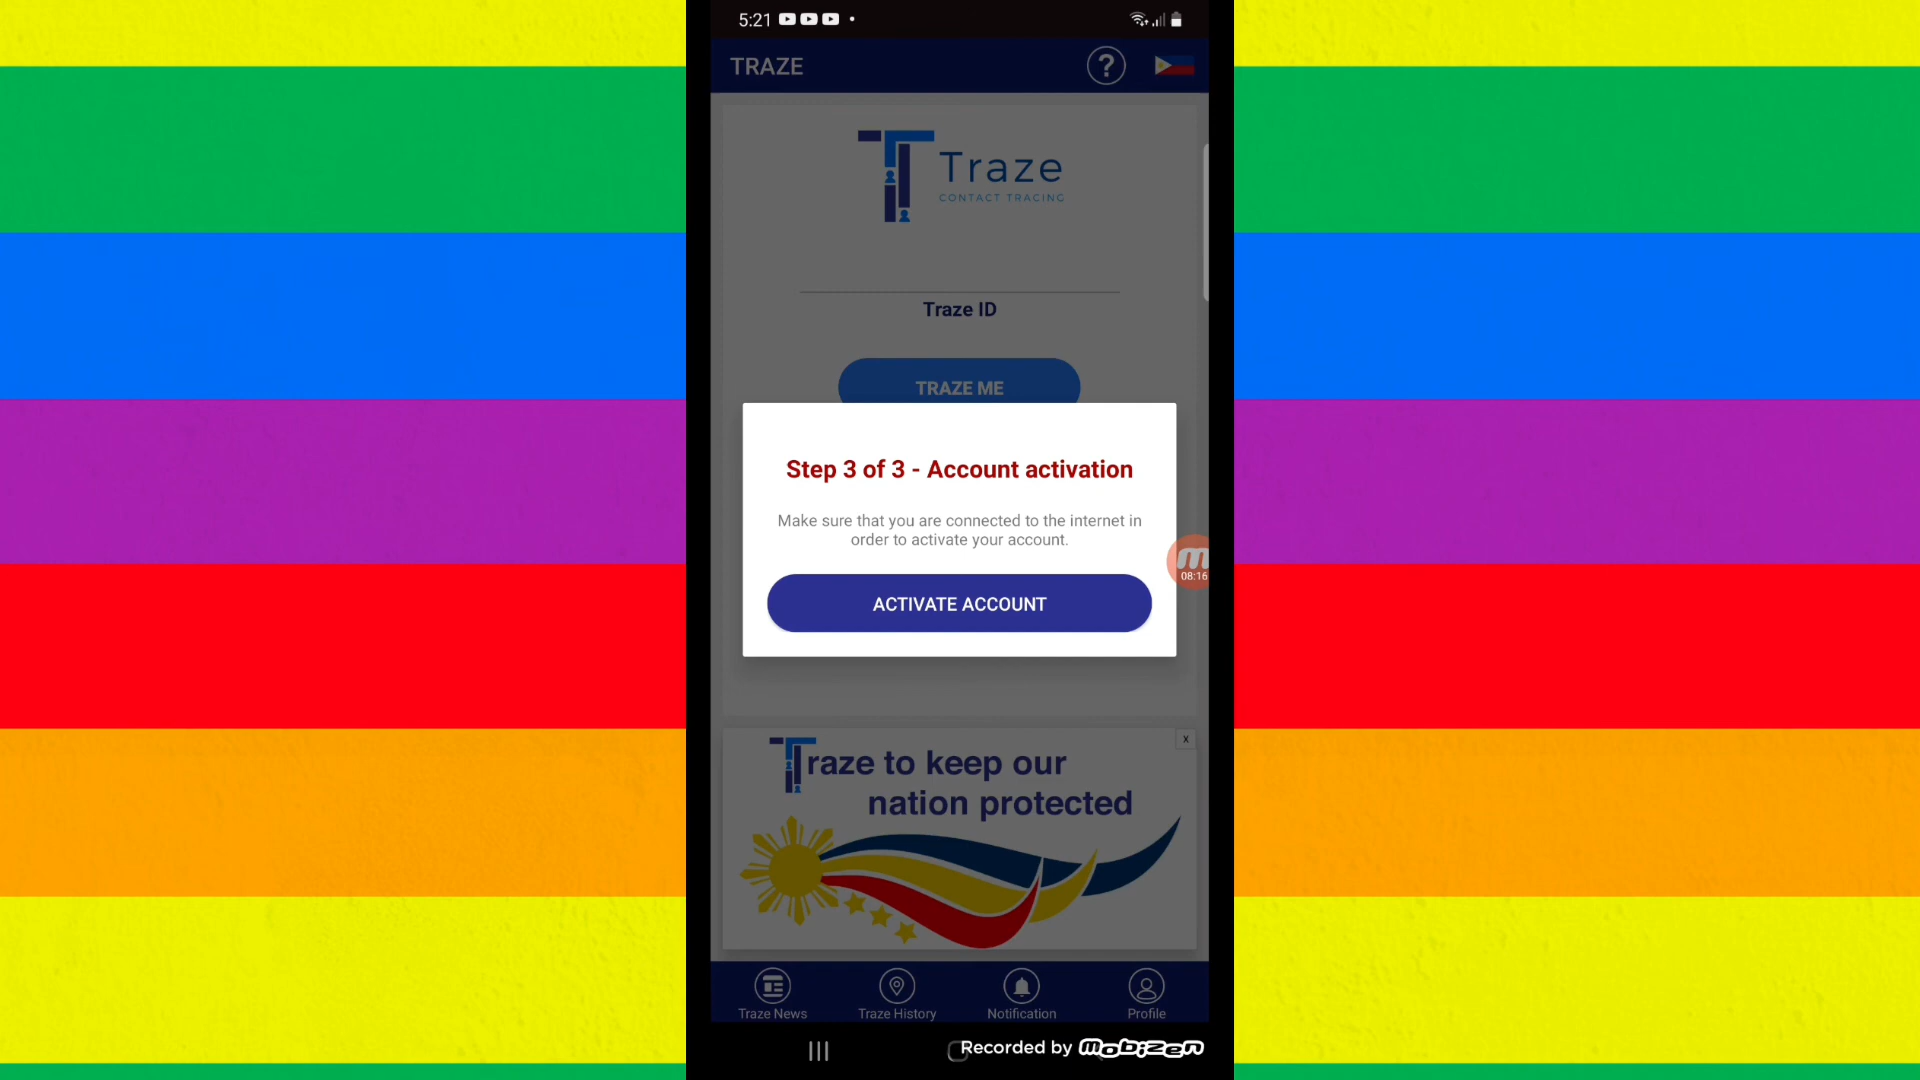 5:21
TRAZE
?
Traze
CONTACT TRACING
Traze ID
TRAZE ME
Step 3 of 3 - Account activation
Make sure that you are connected to the internet in
order to activate your account.
08:16
ACTIVATE ACCOUNT
x
Traze to keep our
nation protected
Traze News
Traze History
Notification
Profile
Recorded by mobizen